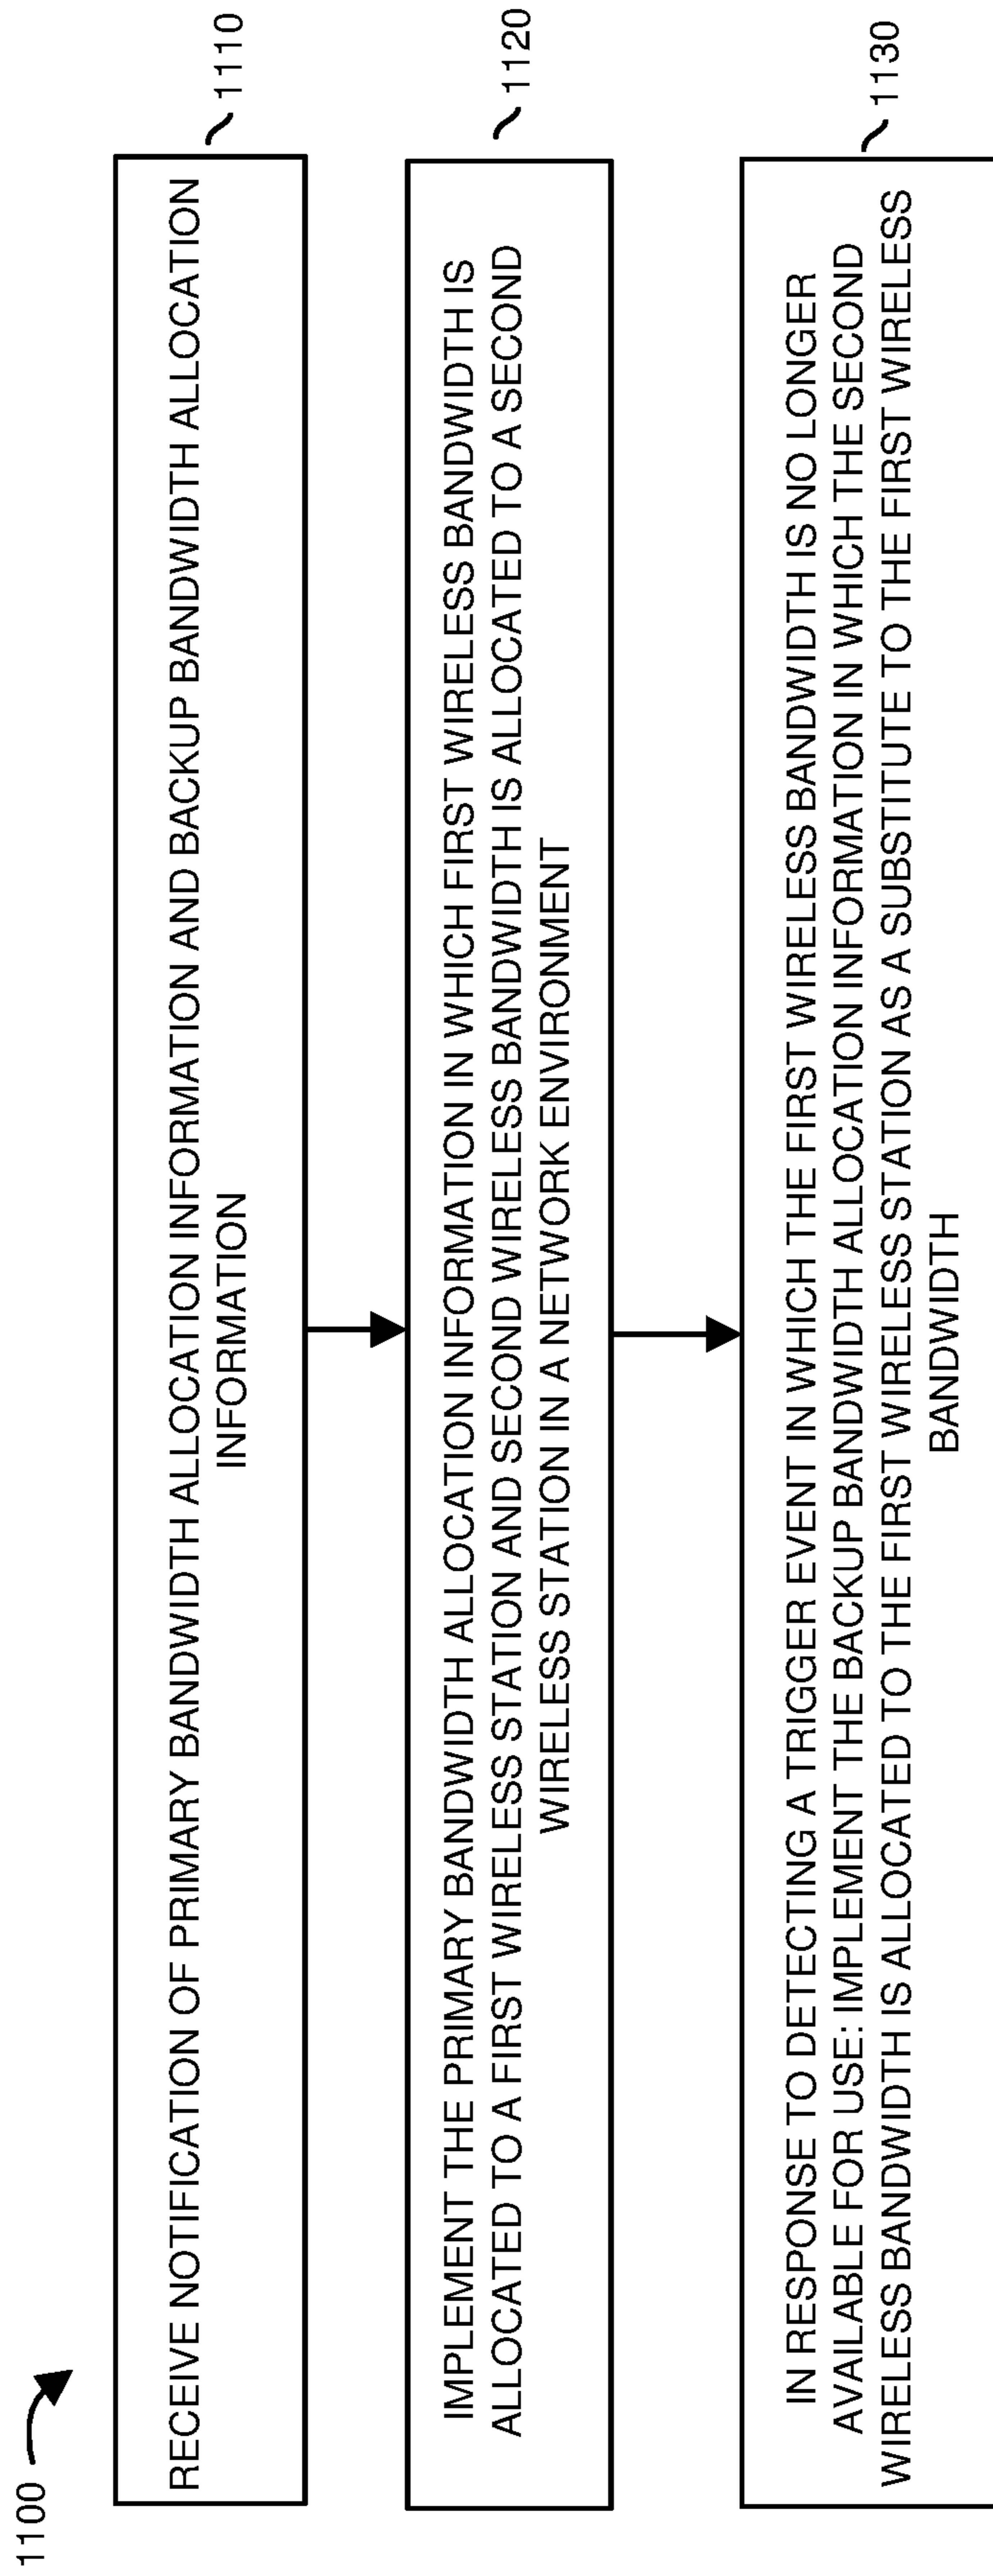 1100
RECEIVE NOTIFICATION OF PRIMARY BANDWIDTH ALLOCATION INFORMATION AND BACKUP BANDWIDTH ALLOCATION
INFORMATION
1110
IMPLEMENT THE PRIMARY BANDWIDTH ALLOCATION INFORMATION IN WHICH FIRST WIRELESS BANDWIDTH IS
ALLOCATED TO A FIRST WIRELESS STATION AND SECOND WIRELESS BANDWIDTH IS ALLOCATED TO A SECOND
WIRELESS STATION IN A NETWORK ENVIRONMENT
1120
IN RESPONSE TO DETECTING A TRIGGER EVENT IN WHICH THE FIRST WIRELESS BANDWIDTH IS NO LONGER
AVAILABLE FOR USE: IMPLEMENT THE BACKUP BANDWIDTH ALLOCATION INFORMATION IN WHICH THE SECOND
WIRELESS BANDWIDTH IS ALLOCATED TO THE FIRST WIRELESS STATION AS A SUBSTITUTE TO THE FIRST WIRELESS
BANDWIDTH
1130